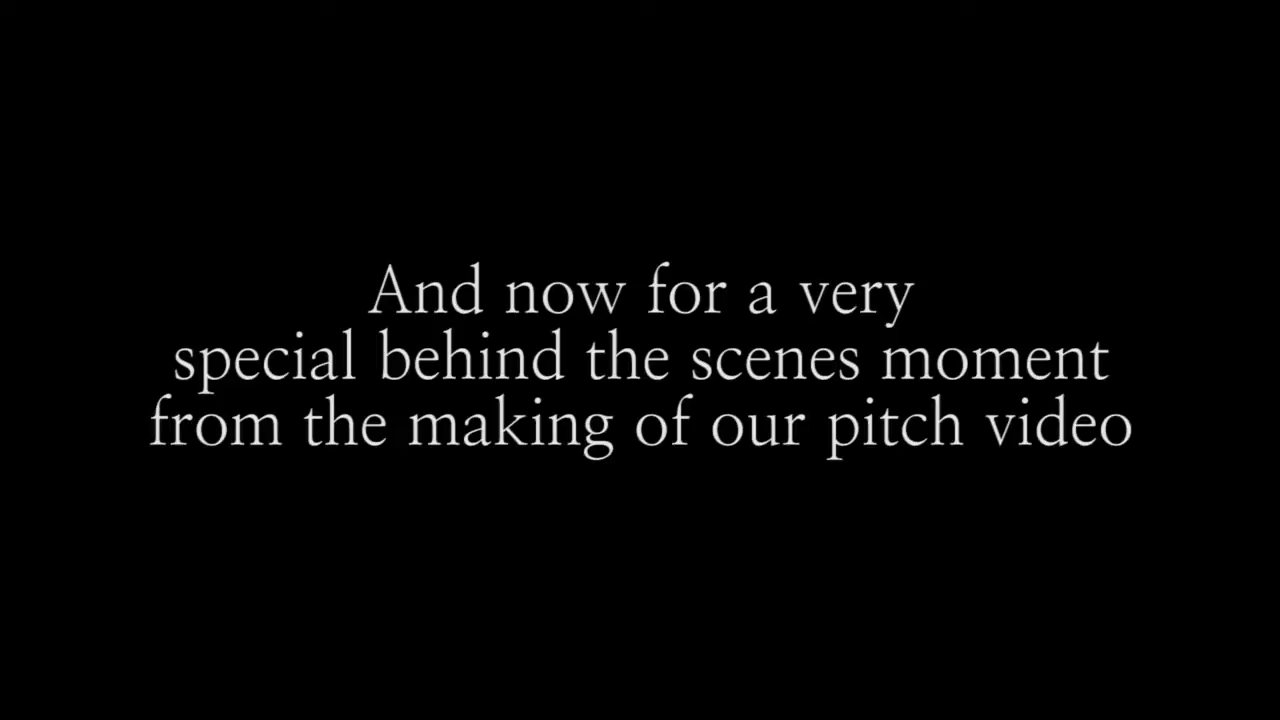 And now for a very
special behind the scenes moment
from the making of our pitch video